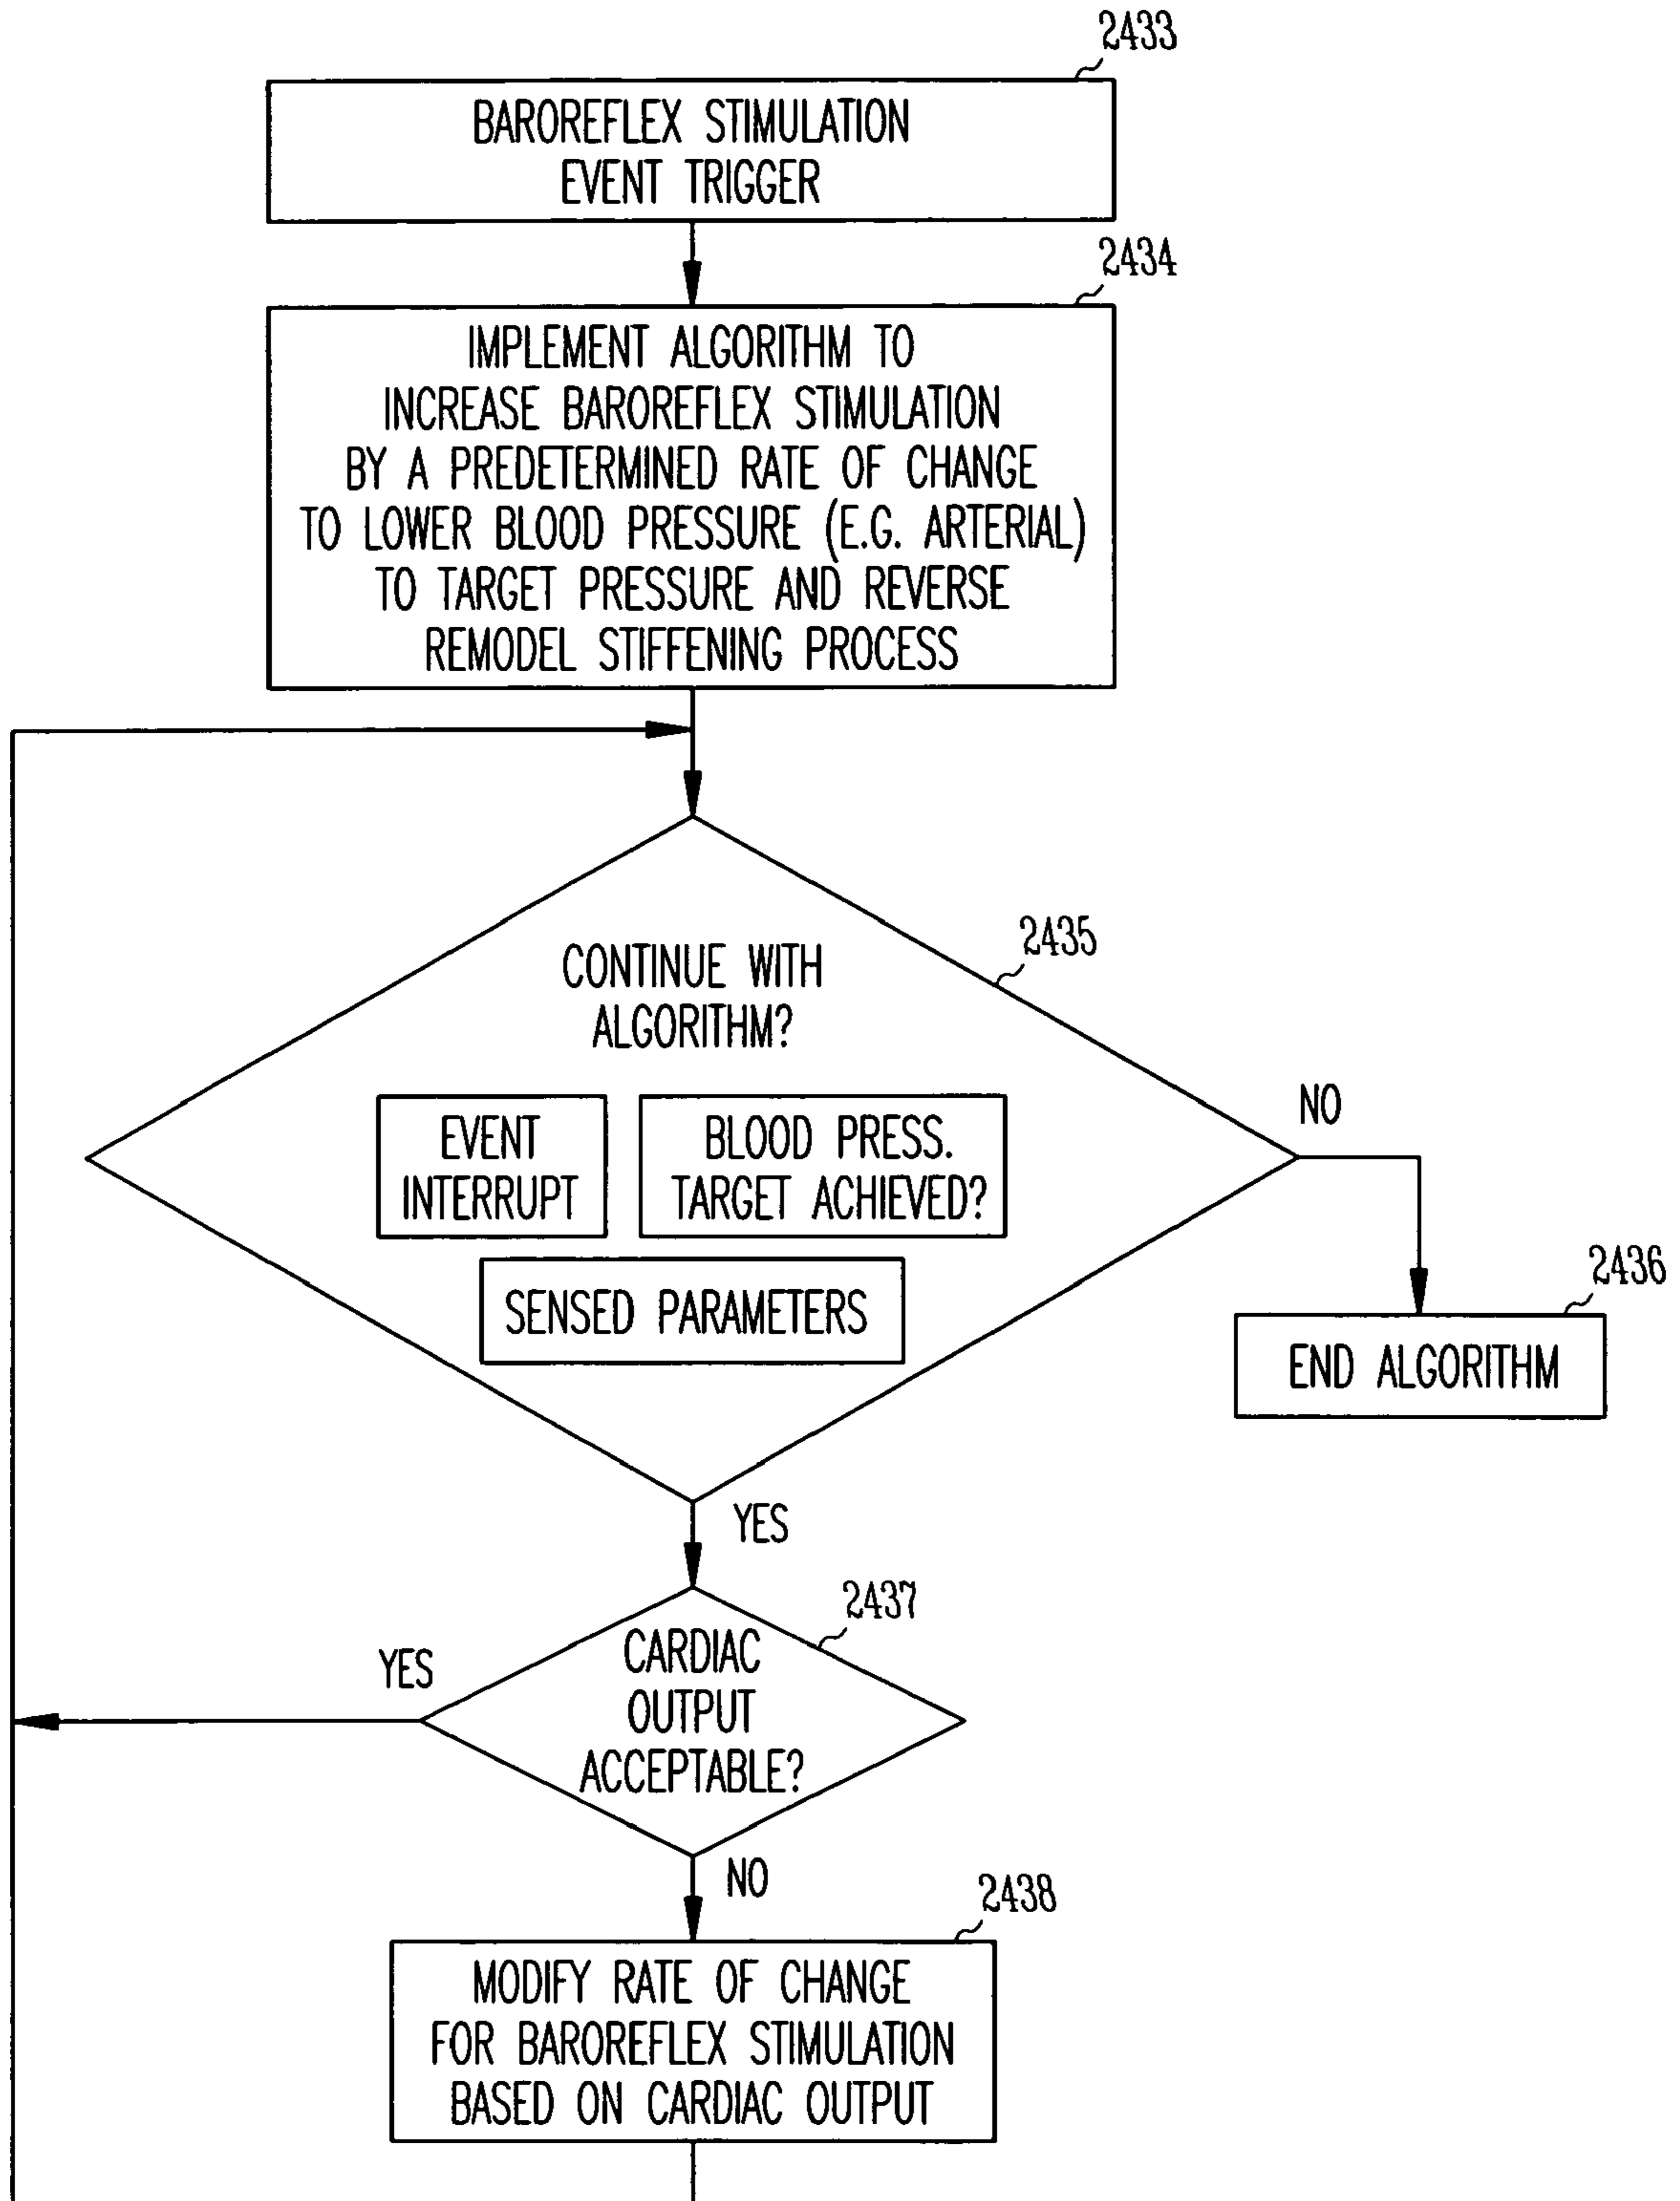 2433
BAROREFLEX STIMULATION
EVENT TRIGGER
2434
IMPLEMENT ALGORITHM TO
INCREASE BAROREFLEX STIMULATION
BY A PREDETERMINED RATE OF CHANGE
TO LOWER BLOOD PRESSURE (E.G. ARTERIAL)
TO TARGET PRESSURE AND REVERSE
REMODEL STIFFENING PROCESS
2435
CONTINUE WITH
ALGORITHM?
NO
EVENT
INTERRUPT
BLOOD PRESS.
TARGET ACHIEVED?
SENSED PARAMETERS
2436
END ALGORITHM
YES
2437
CARDIAC
OUTPUT
ACCEPTABLE?
YES
NO
2438
MODIFY RATE OF CHANGE
FOR BAROREFLEX STIMULATION
BASED ON CARDIAC OUTPUT